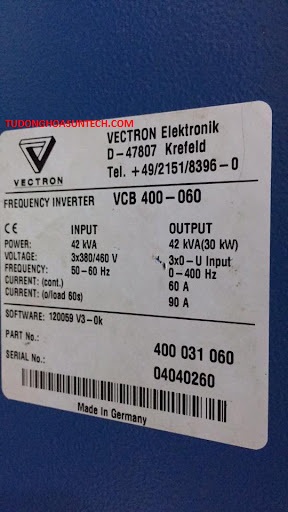 TUDONGHOASUNTECH.COM
VECTRON
VECTRON Elektronik
D-47807 Krefeld
Tel. +49/2151/8396-0
FREQUENCY INVERTER VCB 400-060
CE INPUT OUTPUT
POWER: 42 kVA 42 kVA(30 kW)
VOLTAGE: 3x380/460 V 3x0-U Input
FREQUENCY: 50-60 Hz 0-400 Hz
CURRENT: (cont.) 60 A
CURRENT: (o/load 60s) 90 A
SOFTWARE: 120059 V3-0k
PART No.: 400 031 060
SERIAL No.: 04040260
Made in Germany